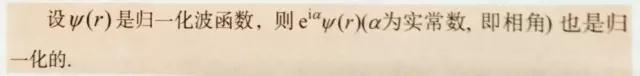 设ψ(r)是归一化波函数，则e^{iα}ψ(r)(α为实常数, 即相角) 也是归
一化的.